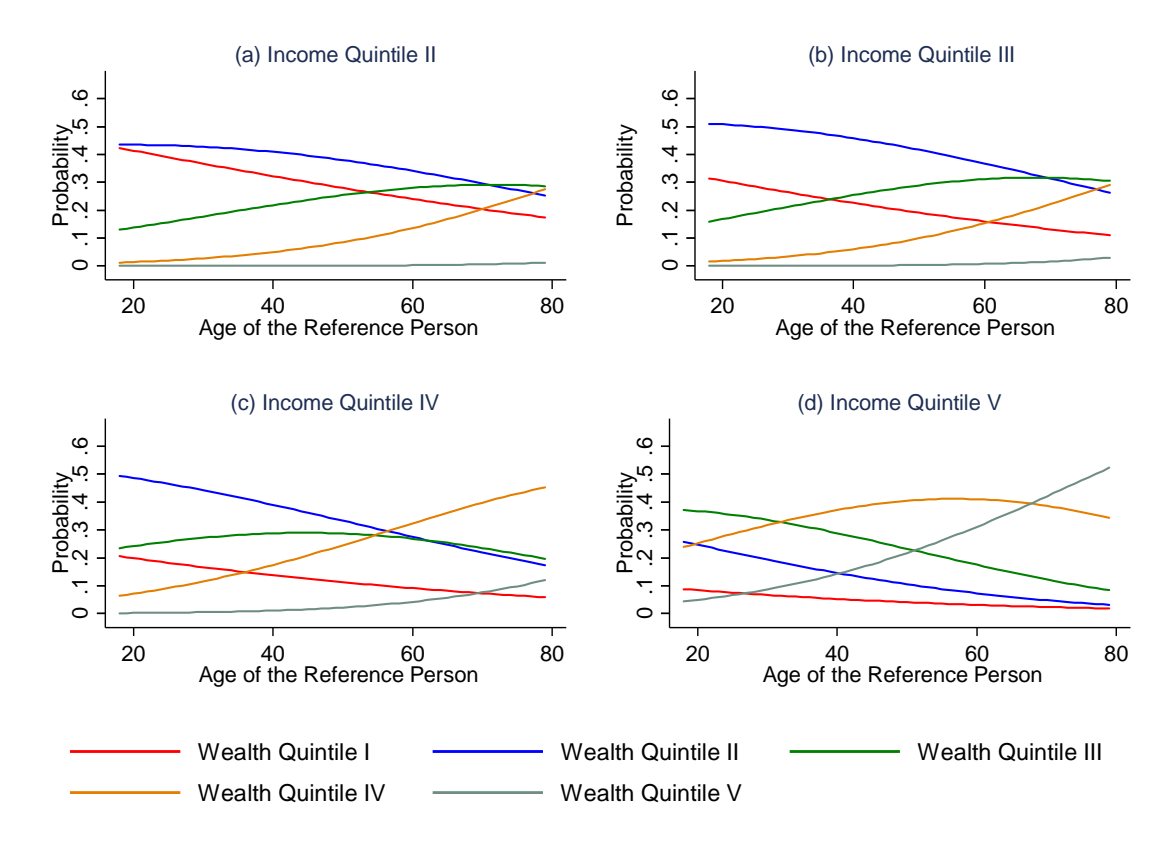 (a) Income Quintile II
Probability
0 .1 .2 .3 .4 .5 .6
20 40 60 80
Age of the Reference Person
(b) Income Quintile III
Probability
0 .1 .2 .3 .4 .5 .6
20 40 60 80
Age of the Reference Person
(c) Income Quintile IV
Probability
0 .1 .2 .3 .4 .5 .6
20 40 60 80
Age of the Reference Person
(d) Income Quintile V
Probability
0 .1 .2 .3 .4 .5 .6
20 40 60 80
Age of the Reference Person
Wealth Quintile I Wealth Quintile II Wealth Quintile III
Wealth Quintile IV Wealth Quintile V